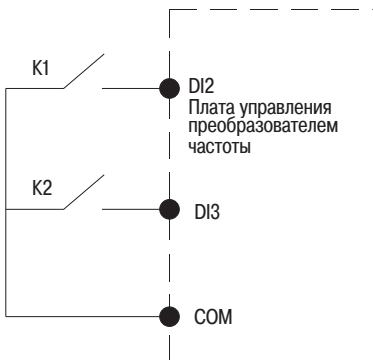 K1
DI2
Плата управления
преобразователем
частоты
K2
DI3
COM